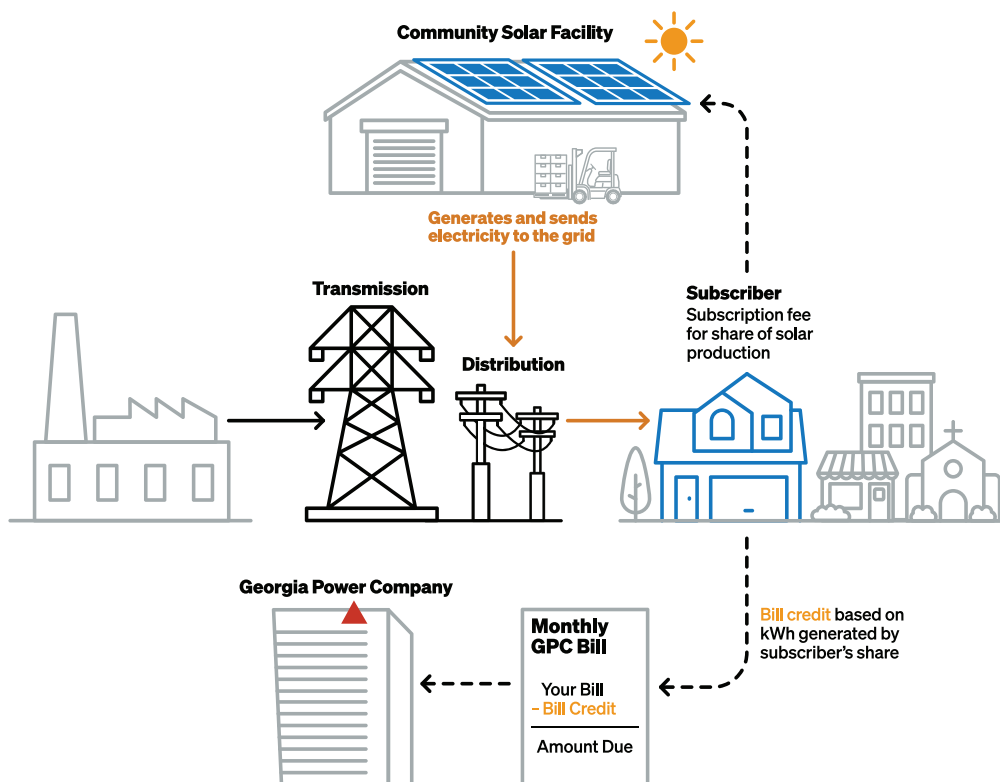 Community Solar Facility
Generates and sends
electricity to the grid
Transmission
Distribution
Subscriber
Subscription fee
for share of solar
production
Georgia Power Company
Monthly
GPC Bill
Your Bill
– Bill Credit
Amount Due
Bill credit based on
kWh generated by
subscriber's share